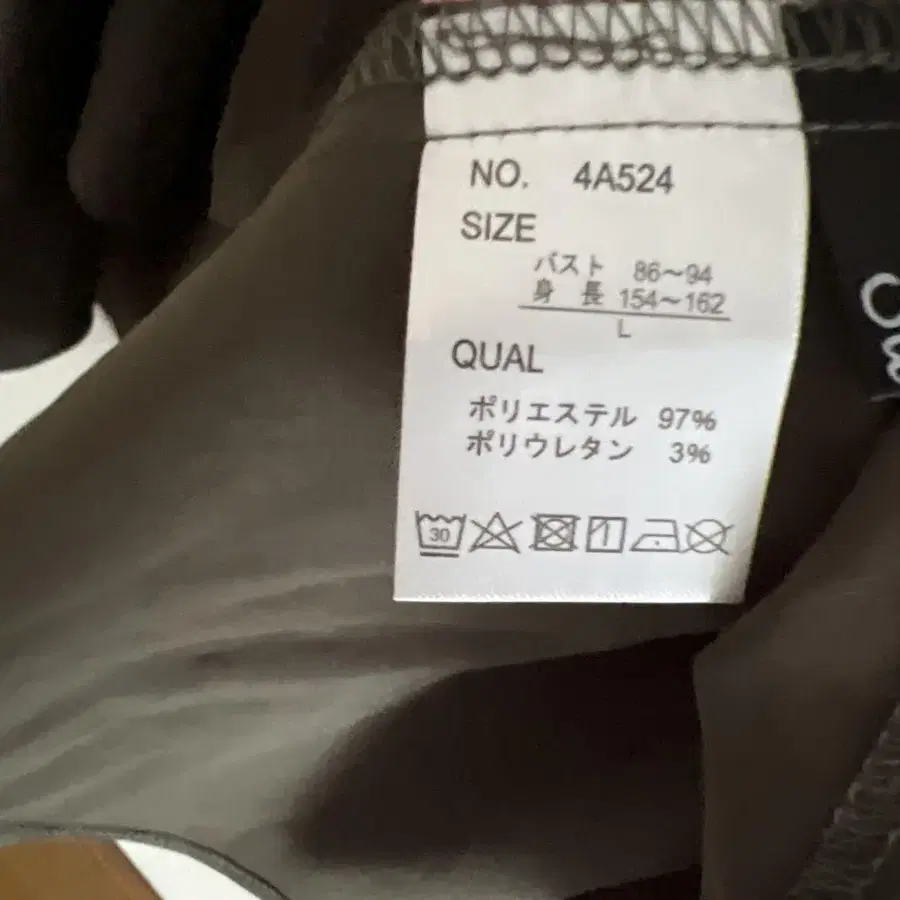 NO. 4A524
SIZE
バスト 86～94
身長 154～162
L
QUAL
ポリエステル 97%
ポリウレタン 3%
30